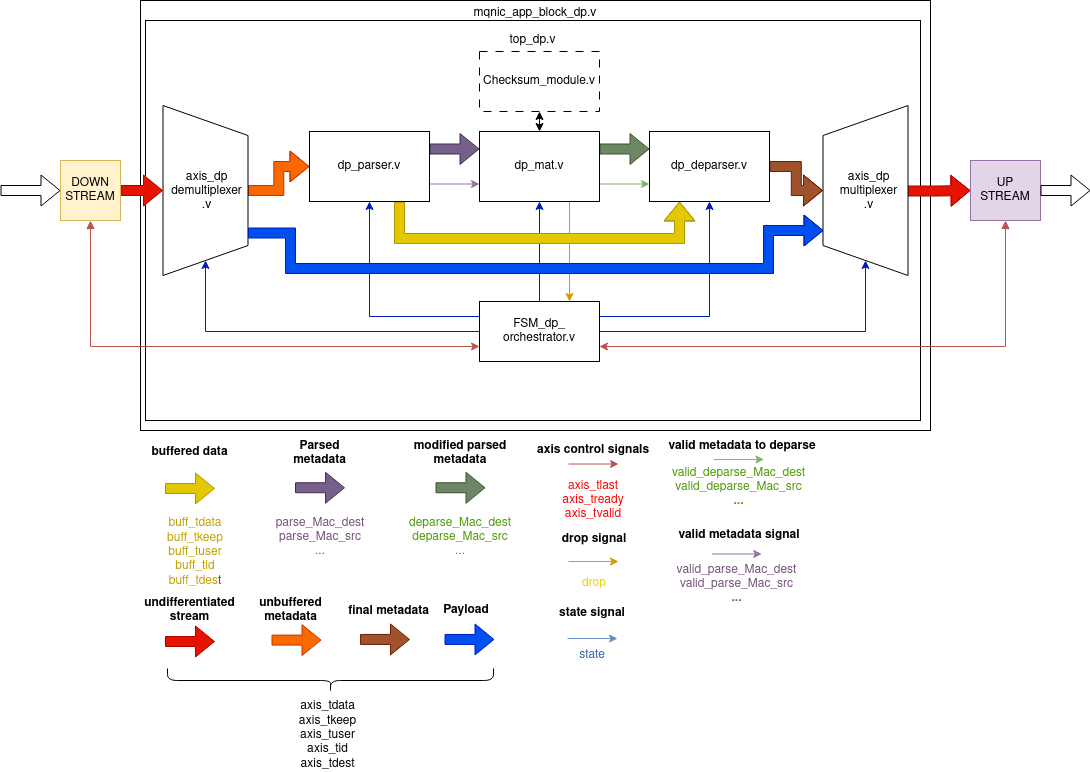 mqnic_app_block_dp.v
top_dp.v
Checksum_module.v
dp_parser.v
dp_mat.v
dp_deparser.v
DOWN
STREAM
axis_dp
demultiplexer
.v
axis_dp
multiplexer
.v
UP
STREAM
FSM_dp_
orchestrator.v
buffered data
buff_tdata
buff_tkeep
buff_tuser
buff_tid
buff_tdest
Parsed
metadata
parse_Mac_dest
parse_Mac_src
...
modified parsed
metadata
deparse_Mac_dest
deparse_Mac_src
...
axis control signals
axis_tlast
axis_tready
axis_tvalid
valid metadata to deparse
valid_deparse_Mac_dest
valid_deparse_Mac_src
...
drop signal
drop
valid metadata signal
valid_parse_Mac_dest
valid_parse_Mac_src
...
undifferentiated
stream
unbuffered
metadata
final metadata
Payload
state signal
state
axis_tdata
axis_tkeep
axis_tuser
axis_tid
axis_tdest